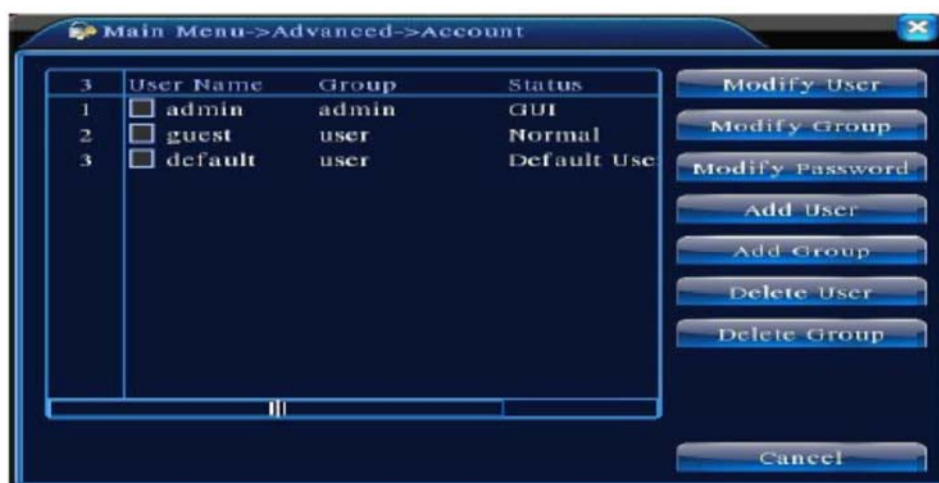 Main Menu->Advanced->Account
3 User Name Group Status
1 admin admin GUI
2 guest user Normal
3 default user Default Use
Modify User
Modify Group
Modify Password
Add User
Add Group
Delete User
Delete Group
Cancel